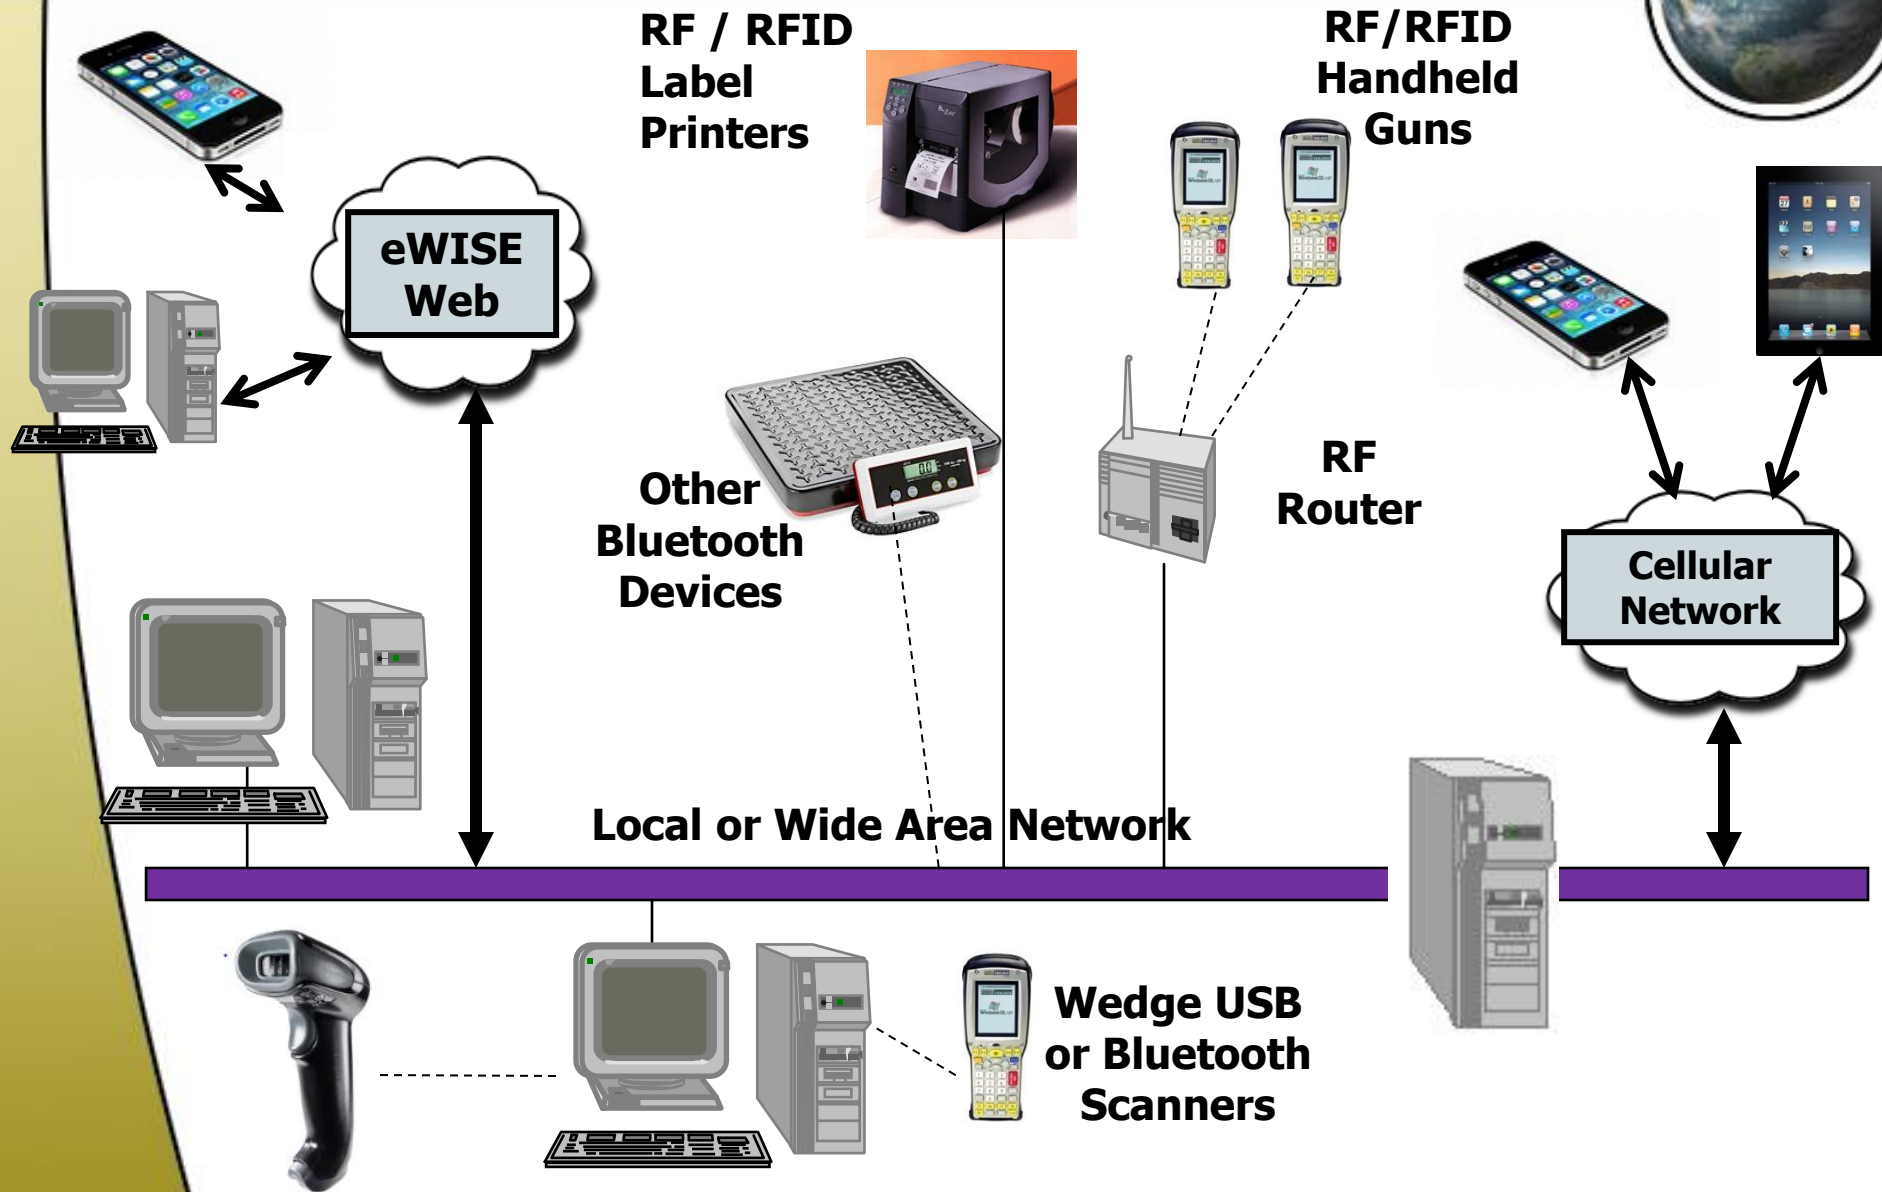 RF / RFID
Label
Printers
RF/RFID
Handheld
Guns
eWISE
Web
Other
Bluetooth
Devices
RF
Router
Cellular
Network
Local or Wide Area Network
Wedge USB
or Bluetooth
Scanners